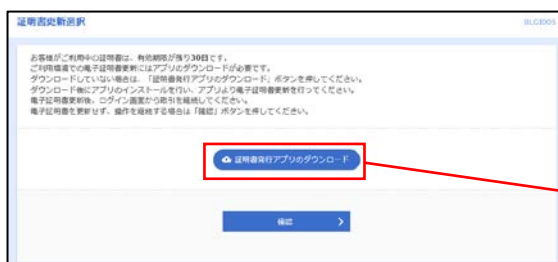 証明書更新選択
BLGI005
お客様がご利用中の証明書は、有効期限が残り30日です。
ご利用環境での電子証明書更新にはアプリのダウンロードが必要です。
ダウンロードしていない場合は、「証明書発行アプリのダウンロード」ボタンを押してください。
ダウンロード後にアプリのインストールを行い、アプリより電子証明書更新を行ってください。
電子証明書更新後、ログイン画面から取引を継続してください。
電子証明書を更新せず、操作を継続する場合は「確認」ボタンを押してください。
証明書発行アプリのダウンロード
確認